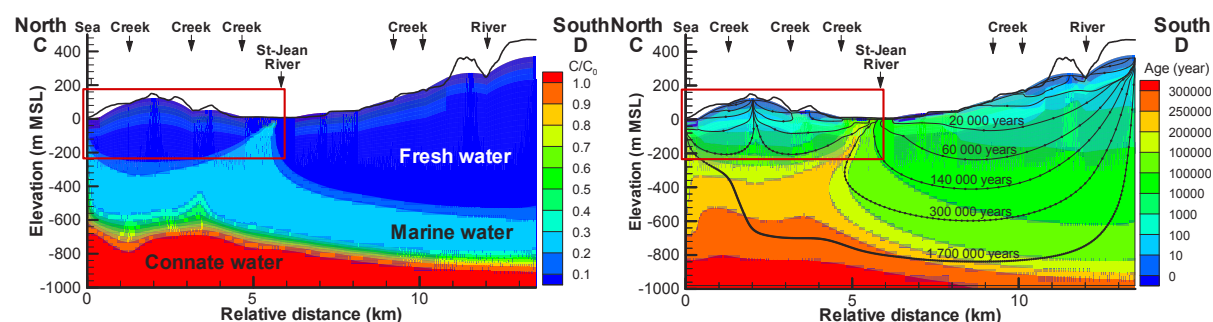 North
C
Sea
Creek
Creek
Creek
Creek
River
South
D
St-Jean
River
C/C0
1.0
0.9
0.8
0.7
0.6
0.5
0.4
0.3
0.2
0.1
Elevation (m MSL)
400
200
0
-200
-400
-600
-800
-1000
Fresh water
Marine water
Connate water
0
5
10
Relative distance (km)
North
C
Sea
Creek
Creek
Creek
Creek
River
South
D
St-Jean
River
Age (year)
300000
250000
200000
100000
10000
1000
100
10
0
Elevation (m MSL)
400
200
0
-200
-400
-600
-800
-1000
20 000 years
60 000 years
140 000 years
300 000 years
1 700 000 years
0
5
10
Relative distance (km)